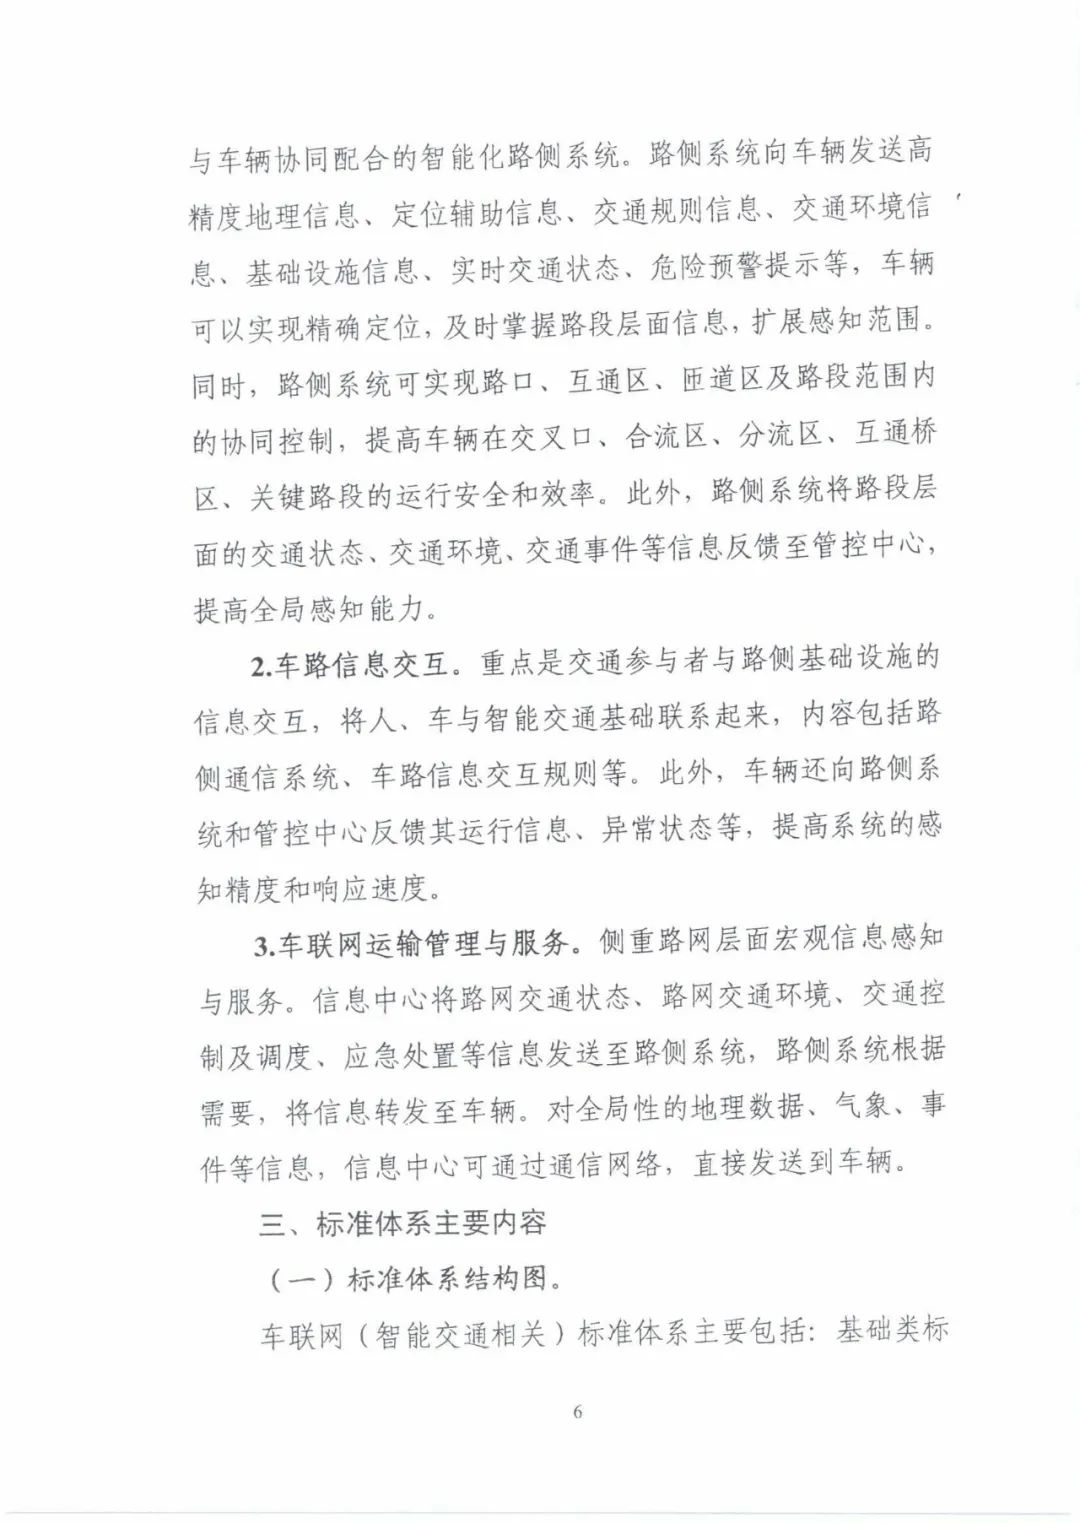 与车辆协同配合的智能化路侧系统。路侧系统向车辆发送高
精度地理信息、定位辅助信息、交通规则信息、交通环境信
息、基础设施信息、实时交通状态、危险预警提示等，车辆
可以实现精确定位，及时掌握路段层面信息，扩展感知范围。
同时，路侧系统可实现路口、互通区、匝道区及路段范围内
的协同控制，提高车辆在交叉口、合流区、分流区、互通桥
区、关键路段的运行安全和效率。此外，路侧系统将路段层
面的交通状态、交通环境、交通事件等信息反馈至管控中心，
提高全局感知能力。
2.车路信息交互。重点是交通参与者与路侧基础设施的
信息交互，将人、车与智能交通基础联系起来，内容包括路
侧通信系统、车路信息交互规则等。此外，车辆还向路侧系
统和管控中心反馈其运行信息、异常状态等，提高系统的感
知精度和响应速度。
3.车联网运输管理与服务。侧重路网层面宏观信息感知
与服务。信息中心将路网交通状态、路网交通环境、交通控
制及调度、应急处置等信息发送至路侧系统，路侧系统根据
需要，将信息转发至车辆。对全局性的地理数据、气象、事
件等信息，信息中心可通过通信网络，直接发送到车辆。
三、标准体系主要内容
（一）标准体系结构图。
车联网（智能交通相关）标准体系主要包括：基础类标
6